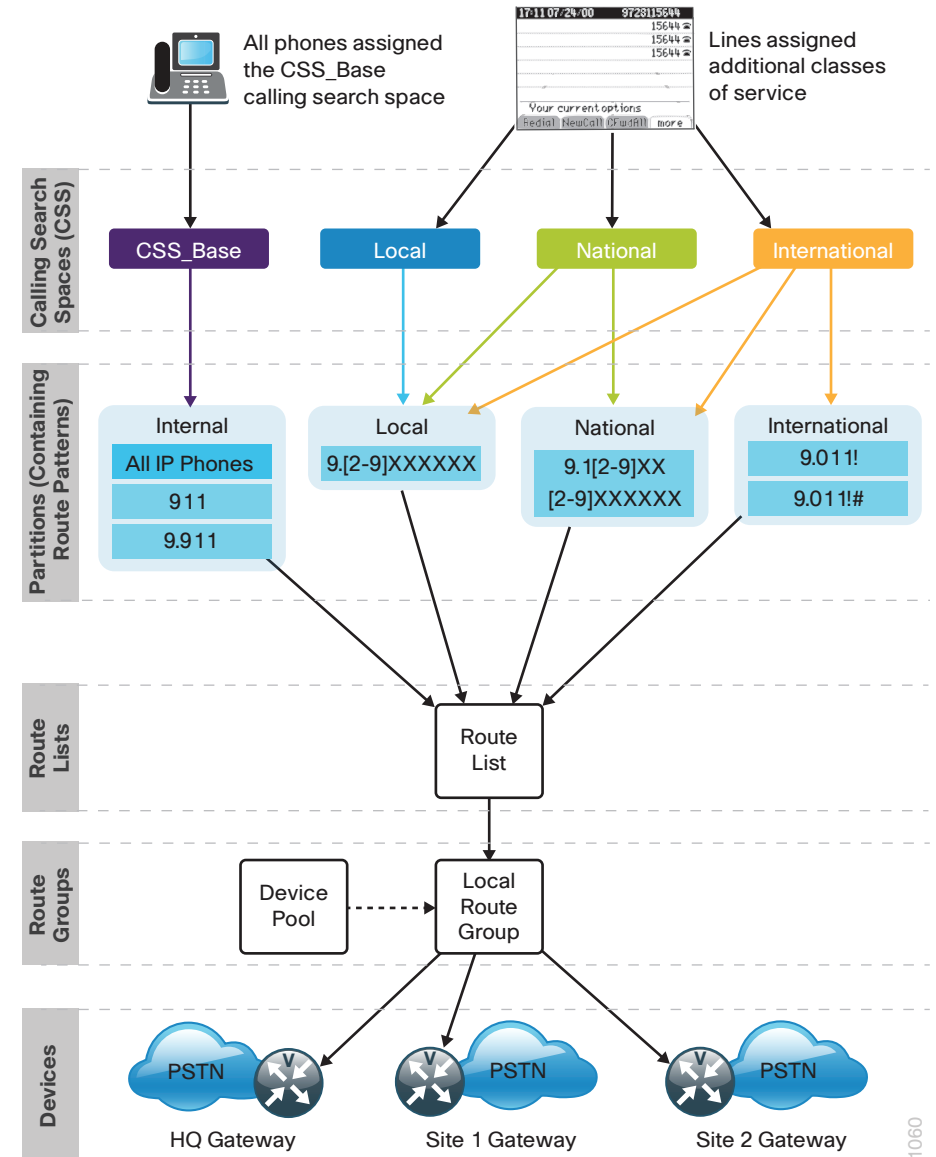 17:11 07/24/00 9728115644
15644
15644
15644
Your current options
Redial NewCall CFwdAll more
All phones assigned
the CSS_Base
calling search space
Lines assigned
additional classes
of service
Calling Search
Spaces (CSS)
CSS_Base
Local
National
International
Partitions (Containing
Route Patterns)
Internal
All IP Phones
911
9.911
Local
9.[2-9]XXXXXX
National
9.1[2-9]XX
[2-9]XXXXXX
International
9.011!
9.011!#
Route
Lists
Route
List
Route
Groups
Device
Pool
Local
Route
Group
Devices
PSTN
V
HQ Gateway
V
PSTN
Site 1 Gateway
V
PSTN
Site 2 Gateway
1060